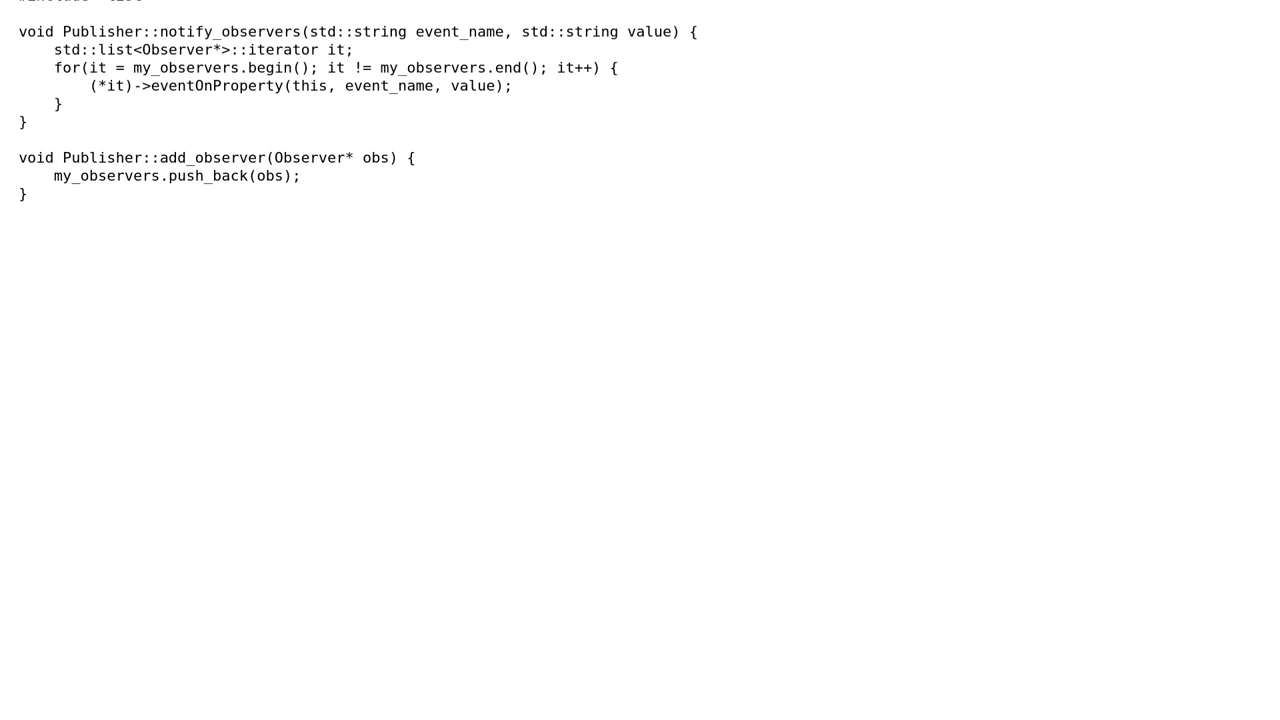 void Publisher::notify_observers(std::string event_name, std::string value) {
    std::list<Observer*>::iterator it;
    for(it = my_observers.begin(); it != my_observers.end(); it++) {
        (*it)->eventOnProperty(this, event_name, value);
    }
}
void Publisher::add_observer(Observer* obs) {
    my_observers.push_back(obs);
}